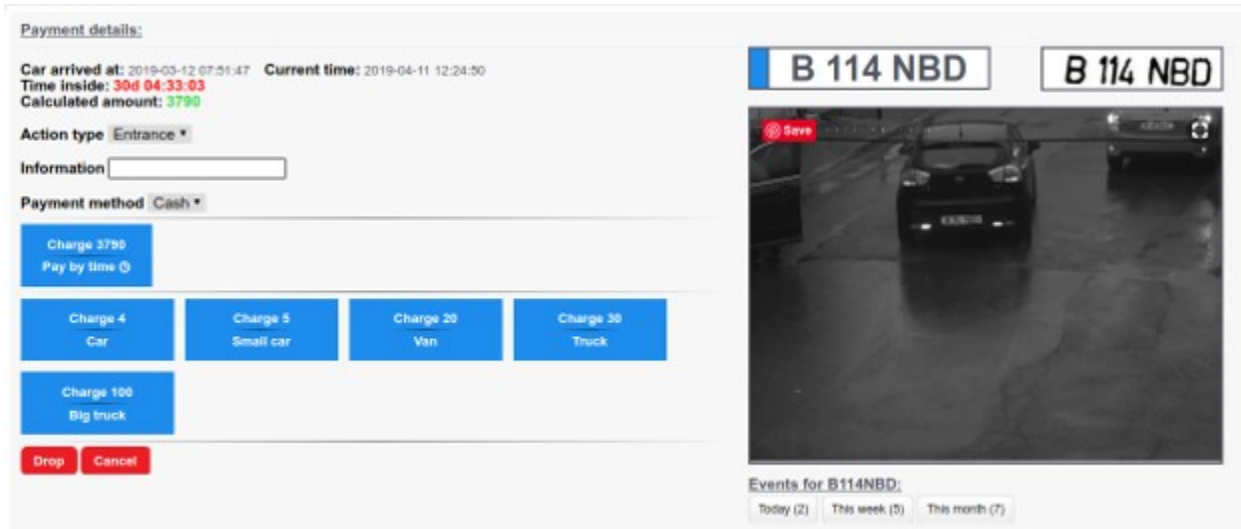 Payment details:
Car arrived at: 2019-03-12 07:51:47 Current time: 2019-04-11 12:24:50
Time inside: 30d 04:33:03
Calculated amount: 3790
Action type Entrance
Information
Payment method Cash
Charge 3790
Pay by time
Charge 4
Car
Charge 5
Small car
Charge 20
Van
Charge 30
Truck
Charge 100
Big truck
Drop Cancel
B 114 NBD
B 114 NBD
Save
Events for B114NBD:
Today (2) This week (5) This month (7)